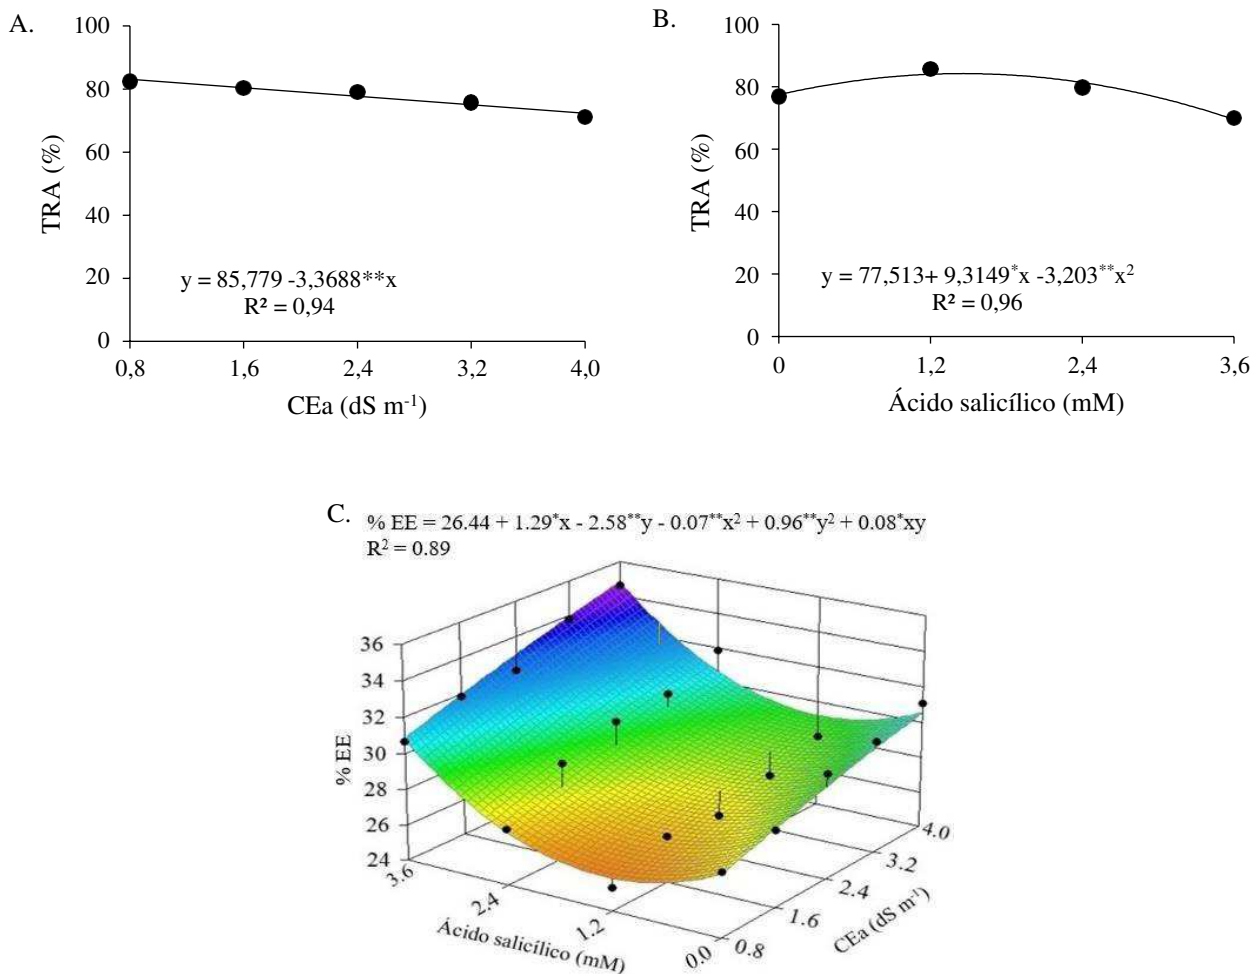 A.
100
80
60
40
20
0
TRA (%)
y = 85,779 -3,3688**x
R² = 0,94
0,8 1,6 2,4 3,2 4,0
CEa (dS m⁻¹)
B.
100
80
60
40
20
0
TRA (%)
y = 77,513+ 9,3149*x -3,203**x²
R² = 0,96
0 1,2 2,4 3,6
Ácido salicílico (mM)
C.
% EE = 26.44 + 1.29*x - 2.58**y - 0.07**x² + 0.96**y² + 0.08*xy
R² = 0.89
36
34
32
30
28
26
24
% EE
3.6 2.4 1.2 0.0
Ácido salicílico (mM)
0.8 1.6 2.4 3.2 4.0
CEa (dS m⁻¹)